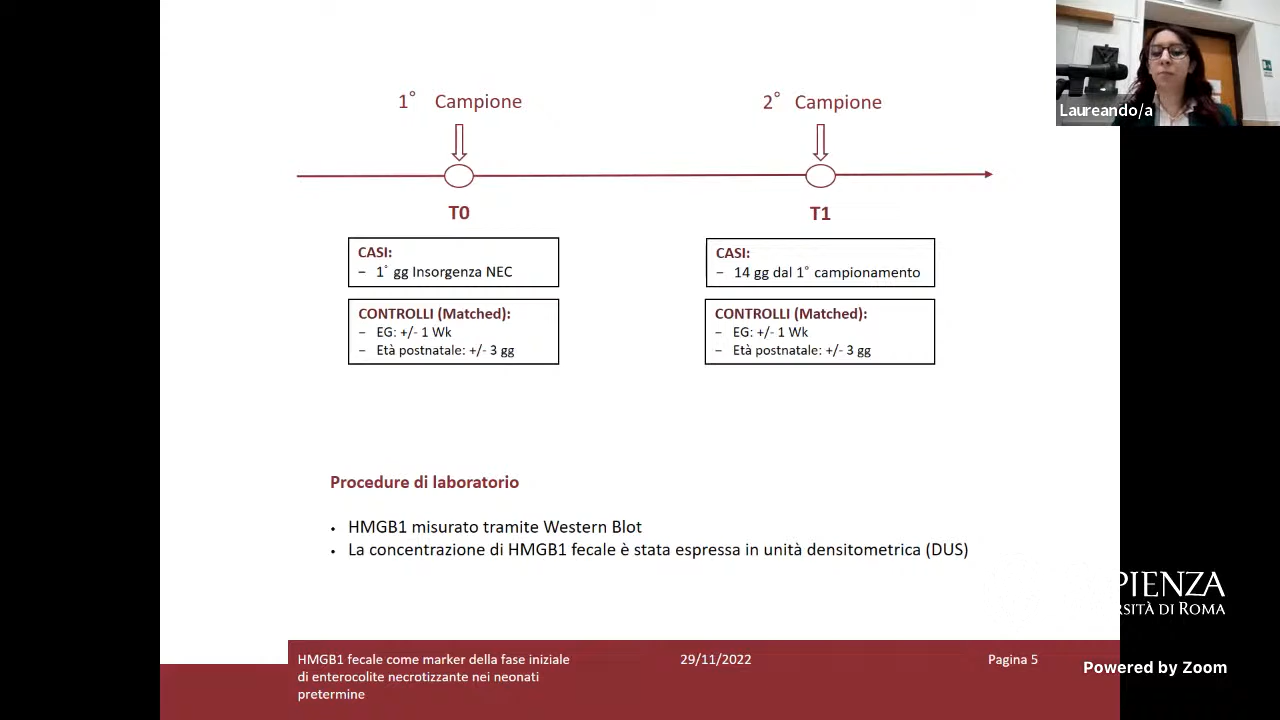 1° Campione
2° Campione
Laureando/a
T0
T1
CASI:
− 1° gg Insorgenza NEC
CASI:
− 14 gg dal 1° campionamento
CONTROLLI (Matched):
− EG: +/- 1 Wk
− Età postnatale: +/- 3 gg
CONTROLLI (Matched):
− EG: +/- 1 Wk
− Età postnatale: +/- 3 gg
Procedure di laboratorio
• HMGB1 misurato tramite Western Blot
• La concentrazione di HMGB1 fecale è stata espressa in unità densitometrica (DUS)
PIENZA
RSITÀ DI ROMA
HMGB1 fecale come marker della fase iniziale
di enterocolite necrotizzante nei neonati
pretermine
29/11/2022
Pagina 5
Powered by Zoom